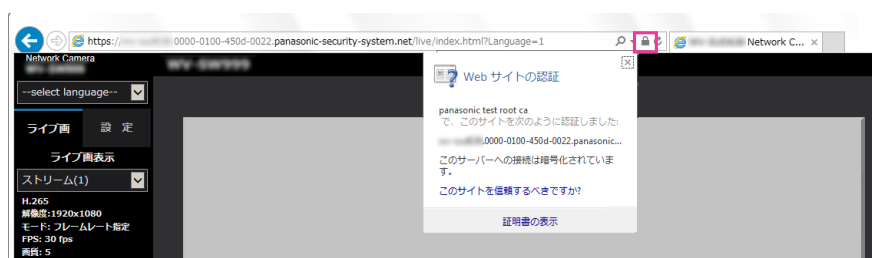 https://
0000-0100-450d-0022.panasonic-security-system.net/live/index.html?Language=1
Network C...
Network Camera
--select language--
ライブ画
設 定
ライブ画表示
ストリーム(1)
H.265
解像度:1920x1080
モード: フレームレート指定
FPS: 30 fps
画質: 5
Web サイトの認証
panasonic test root ca
で、このサイトを次のように認証しました:
.0000-0100-450d-0022.panasonic...
このサーバーへの接続は暗号化されていま
す。
このサイトを信頼するべきですか?
証明書の表示